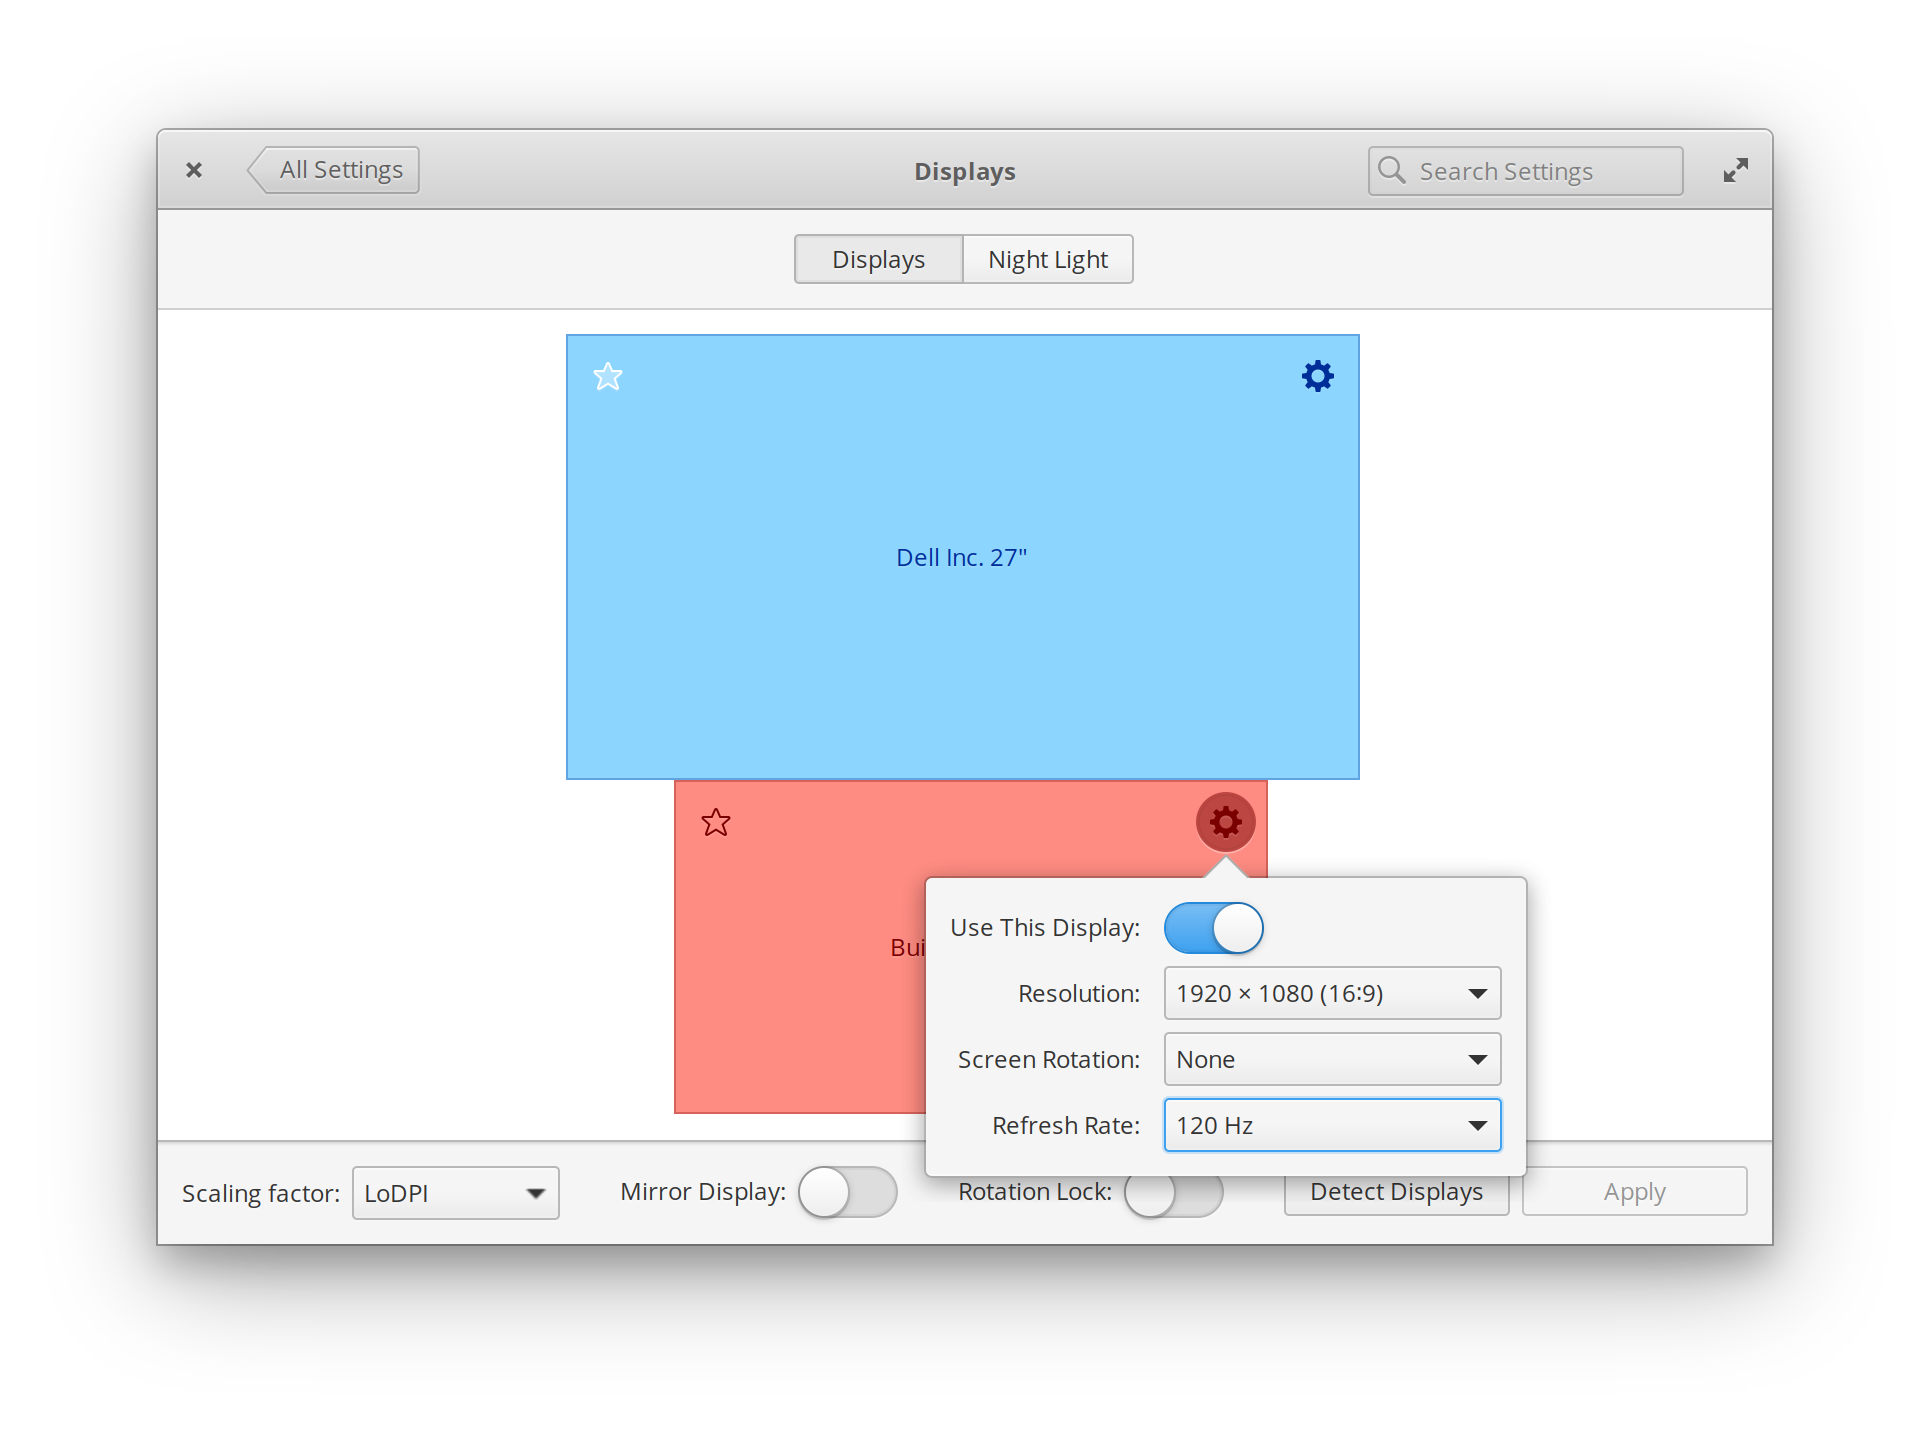 All Settings
Displays
Search Settings
Displays
Night Light
Dell Inc. 27"
Bui
Use This Display:
Resolution:
1920 × 1080 (16:9)
Screen Rotation:
None
Refresh Rate:
120 Hz
Scaling factor:
LoDPI
Mirror Display:
Rotation Lock:
Detect Displays
Apply